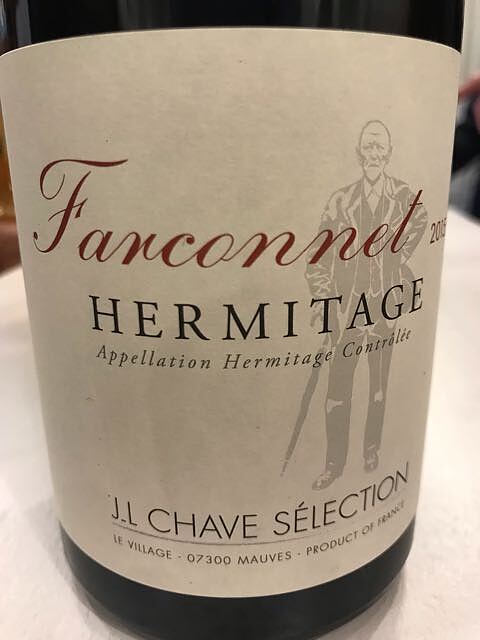 Farconnet
HERMITAGE
Appellation Hermitage Contrôlée
J.L CHAVE SÉLECTION
LE VILLAGE - 07300 MAUVES - PRODUCT OF FRANCE